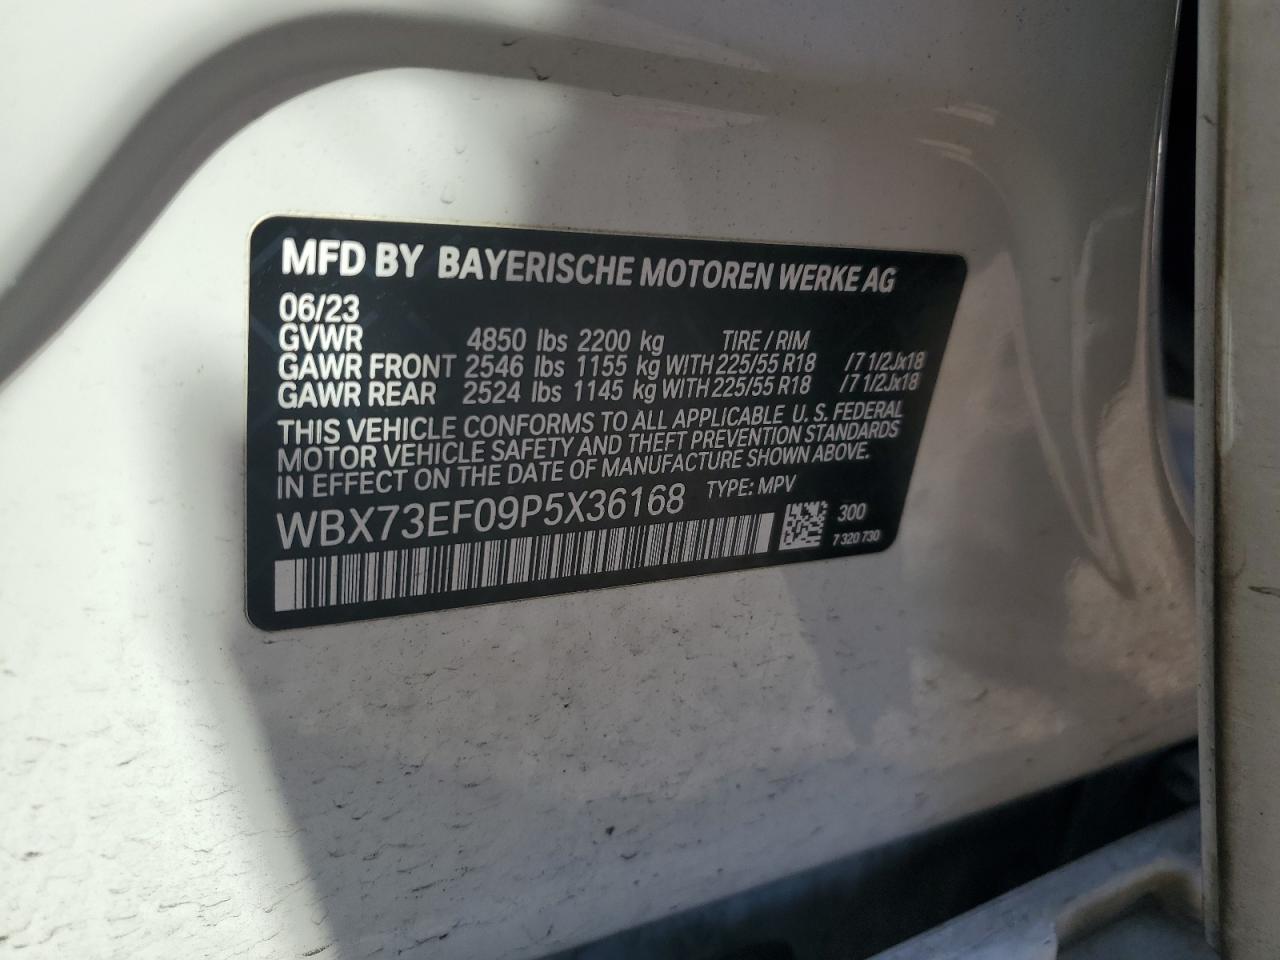 MFD BY BAYERISCHE MOTOREN WERKE AG
06/23
GVWR 4850 lbs 2200 kg TIRE / RIM
GAWR FRONT 2546 lbs 1155 kg WITH 225/55 R18 /7 1/2Jx18
GAWR REAR 2524 lbs 1145 kg WITH 225/55 R18 /7 1/2Jx18
THIS VEHICLE CONFORMS TO ALL APPLICABLE U. S. FEDERAL
MOTOR VEHICLE SAFETY AND THEFT PREVENTION STANDARDS
IN EFFECT ON THE DATE OF MANUFACTURE SHOWN ABOVE.
WBX73EF09P5X36168 TYPE: MPV
300
7 320 730